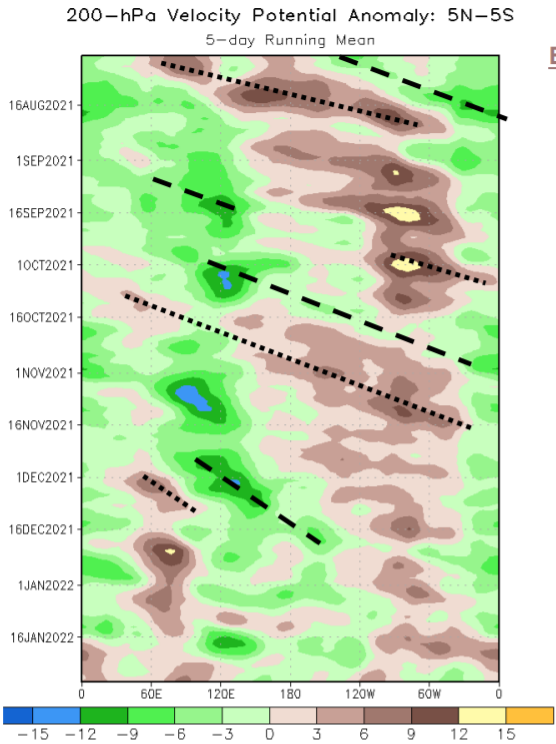 200-hPa Velocity Potential Anomaly: 5N-5S
5-day Running Mean
E
16AUG2021
1SEP2021
16SEP2021
1OCT2021
16OCT2021
1NOV2021
16NOV2021
1DEC2021
16DEC2021
1JAN2022
16JAN2022
0 60E 120E 180 120W 60W 0
-15 -12 -9 -6 -3 0 3 6 9 12 15